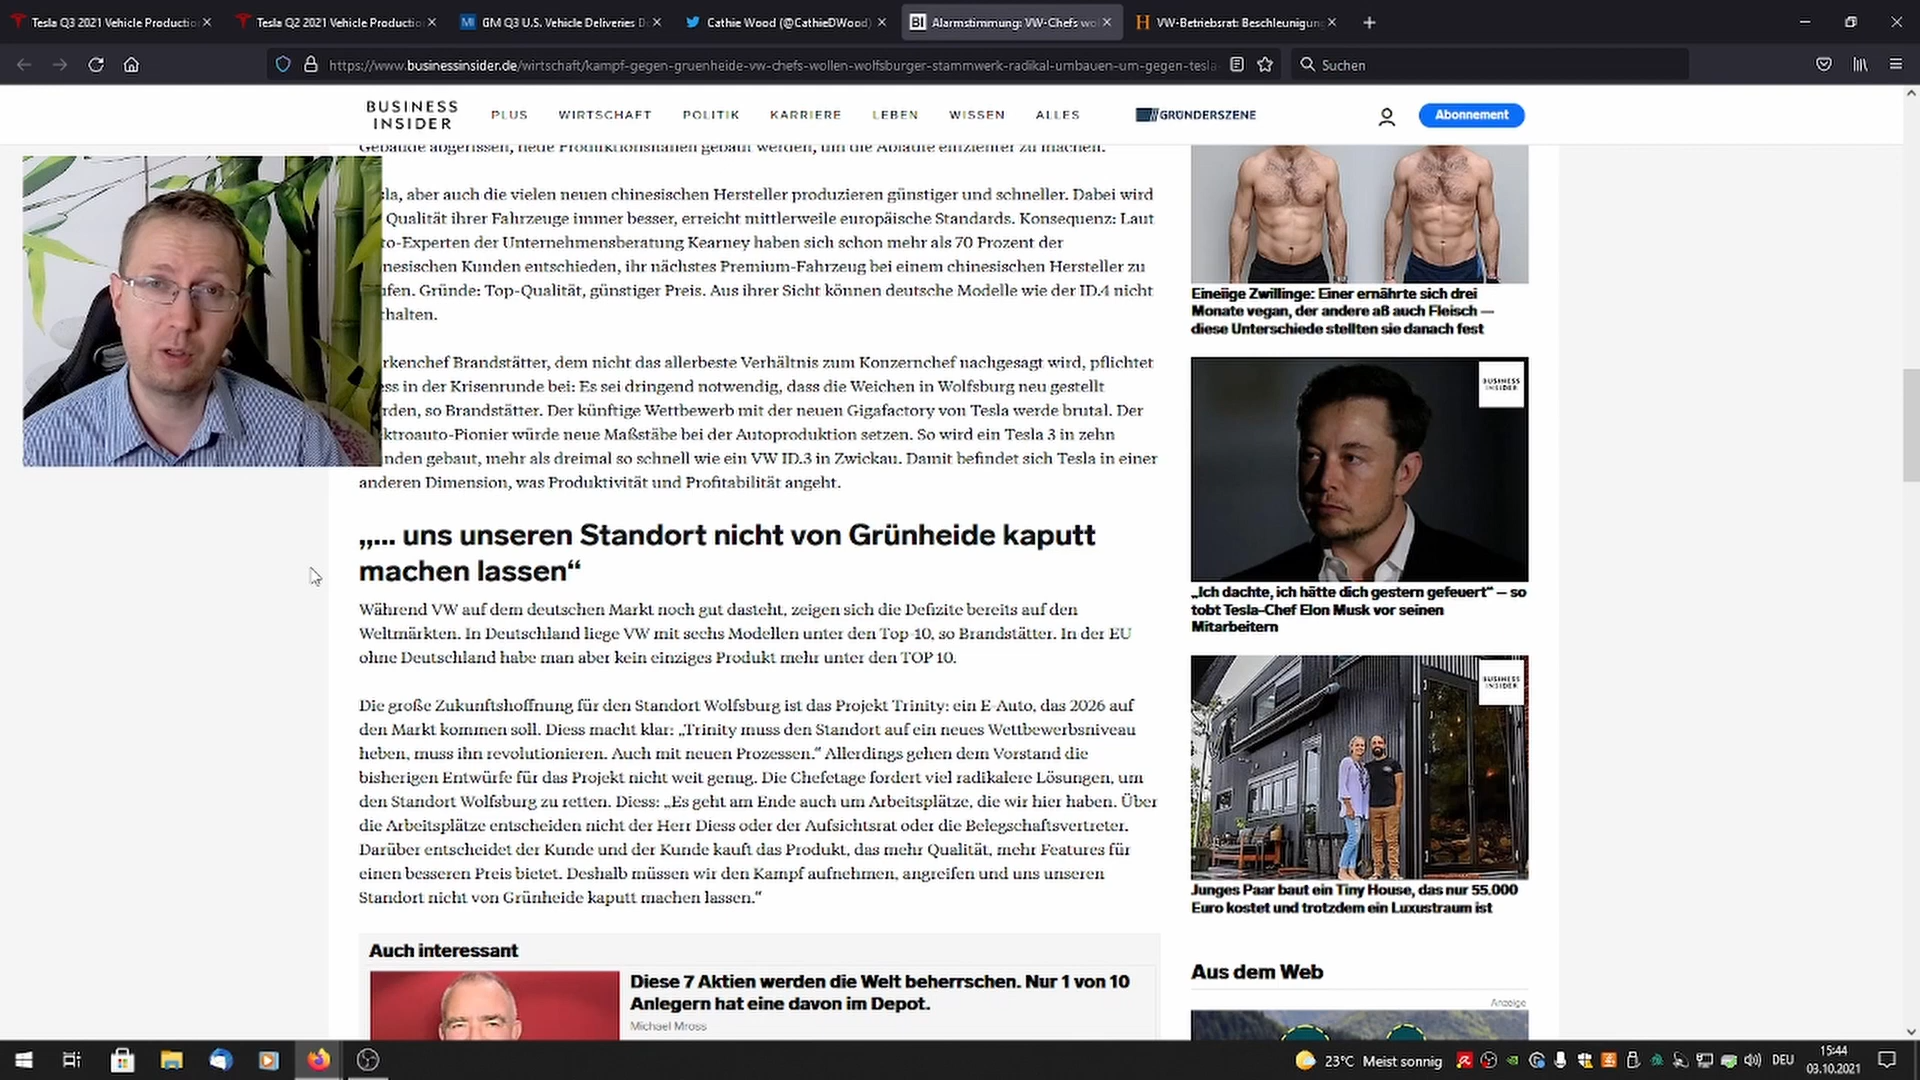 Tesla Q3 2021 Vehicle Productio
Tesla Q2 2021 Vehicle Productio
GM Q3 U.S. Vehicle Deliveries D
Cathie Wood (@CathieDWood)
Alarmstimmung: VW-Chefs wo
VW-Betriebsrat: Beschleunigung
https://www.businessinsider.de/wirtschaft/kampf-gegen-gruenheide-vw-chefs-wollen-wolfsburger-stammwerk-radikal-umbauen-um-gegen-tesla
Suchen
BUSINESS
INSIDER
PLUS WIRTSCHAFT POLITIK KARRIERE LEBEN WISSEN ALLES
GRÜNDERSZENE
Abonnement
Gebäude abgerissen, neue Produktionshallen gebaut werden, um die Abläufe effizienter zu machen.
sla, aber auch die vielen neuen chinesischen Hersteller produzieren günstiger und schneller. Dabei wird
Qualität ihrer Fahrzeuge immer besser, erreicht mittlerweile europäische Standards. Konsequenz: Laut
to-Experten der Unternehmensberatung Kearney haben sich schon mehr als 70 Prozent der
nesischen Kunden entschieden, ihr nächstes Premium-Fahrzeug bei einem chinesischen Hersteller zu
ufen. Gründe: Top-Qualität, günstiger Preis. Aus ihrer Sicht können deutsche Modelle wie der ID.4 nicht
thalten.
rkenchef Brandstätter, dem nicht das allerbeste Verhältnis zum Konzernchef nachgesagt wird, pflichtet
ess in der Krisenrunde bei: Es sei dringend notwendig, dass die Weichen in Wolfsburg neu gestellt
rden, so Brandstätter. Der künftige Wettbewerb mit der neuen Gigafactory von Tesla werde brutal. Der
ktroauto-Pionier würde neue Maßstäbe bei der Autoproduktion setzen. So wird ein Tesla 3 in zehn
nden gebaut, mehr als dreimal so schnell wie ein VW ID.3 in Zwickau. Damit befindet sich Tesla in einer
anderen Dimension, was Produktivität und Profitabilität angeht.
„... uns unseren Standort nicht von Grünheide kaputt
machen lassen“
Während VW auf dem deutschen Markt noch gut dasteht, zeigen sich die Defizite bereits auf den
Weltmärkten. In Deutschland liege VW mit sechs Modellen unter den Top-10, so Brandstätter. In der EU
ohne Deutschland habe man aber kein einziges Produkt mehr unter den TOP 10.
Die große Zukunftshoffnung für den Standort Wolfsburg ist das Projekt Trinity: ein E-Auto, das 2026 auf
den Markt kommen soll. Diess macht klar: „Trinity muss den Standort auf ein neues Wettbewerbsniveau
heben, muss ihn revolutionieren. Auch mit neuen Prozessen.“ Allerdings gehen dem Vorstand die
bisherigen Entwürfe für das Projekt nicht weit genug. Die Chefetage fordert viel radikalere Lösungen, um
den Standort Wolfsburg zu retten. Diess: „Es geht am Ende auch um Arbeitsplätze, die wir hier haben. Über
die Arbeitsplätze entscheiden nicht der Herr Diess oder der Aufsichtsrat oder die Belegschaftsvertreter.
Darüber entscheidet der Kunde und der Kunde kauft das Produkt, das mehr Qualität, mehr Features für
einen besseren Preis bietet. Deshalb müssen wir den Kampf aufnehmen, angreifen und uns unseren
Standort nicht von Grünheide kaputt machen lassen.“
Auch interessant
Diese 7 Aktien werden die Welt beherrschen. Nur 1 von 10
Anlegern hat eine davon im Depot.
Michael Mross
Eineiige Zwillinge: Einer ernährte sich drei
Monate vegan, der andere aß auch Fleisch —
diese Unterschiede stellten sie danach fest
BUSINESS
INSIDER
„Ich dachte, ich hätte dich gestern gefeuert“ — so
tobt Tesla-Chef Elon Musk vor seinen
Mitarbeitern
BUSINESS
INSIDER
Junges Paar baut ein Tiny House, das nur 55.000
Euro kostet und trotzdem ein Luxustraum ist
Aus dem Web
Anzeige
23°C Meist sonnig
DEU
15:44
03.10.2021